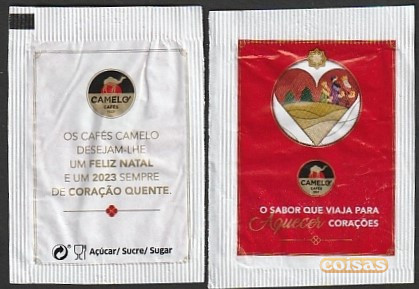 CAMELO
CAFÉS
OS CAFÉS CAMELO
DESEJAM-LHE
UM FELIZ NATAL
E UM 2023 SEMPRE
DE CORAÇÃO QUENTE.
Açúcar/ Sucre/ Sugar
CAMELO
CAFÉS
O SABOR QUE VIAJA PARA
Aquecer CORAÇÕES
coisas